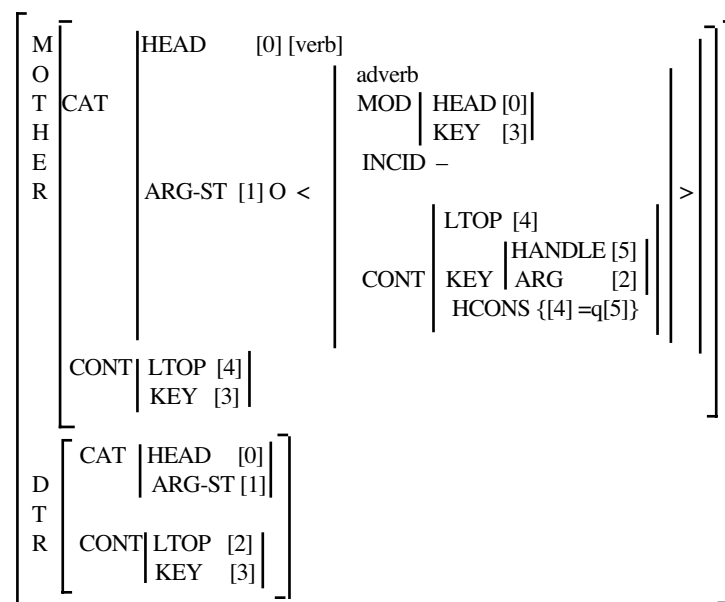 MOTHER
HEAD [0] [verb]
adverb
CAT MOD HEAD [0]
KEY [3]
INCID –
ARG-ST [1] O < >
LTOP [4]
HANDLE [5]
CONT KEY ARG [2]
HCONS {[4] =q[5]}
CONT LTOP [4]
KEY [3]
DTR
CAT HEAD [0]
ARG-ST [1]
CONT LTOP [2]
KEY [3]